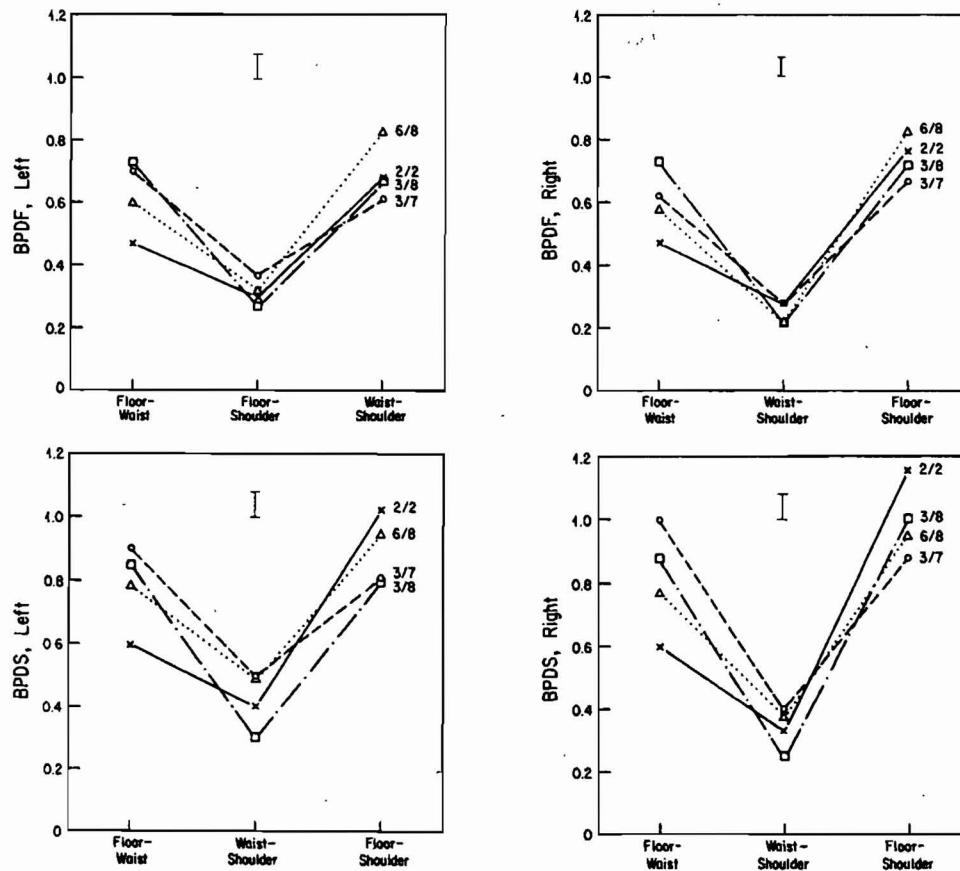 1.2
1.0
0.8
0.6
0.4
0.2
0
BPDF, Left
6/8
2/2
3/8
3/7
Floor-
Waist
Floor-
Shoulder
Waist-
Shoulder
1.2
1.0
0.8
0.6
0.4
0.2
0
BPDF, Right
6/8
2/2
3/8
3/7
Floor-
Waist
Waist-
Shoulder
Floor-
Shoulder
1.2
1.0
0.8
0.6
0.4
0.2
0
BPDS, Left
2/2
6/8
3/7
3/8
Floor-
Waist
Waist-
Shoulder
Floor-
Shoulder
1.2
1.0
0.8
0.6
0.4
0.2
0
BPDS, Right
2/2
3/8
6/8
3/7
Floor-
Waist
Waist-
Shoulder
Floor-
Shoulder